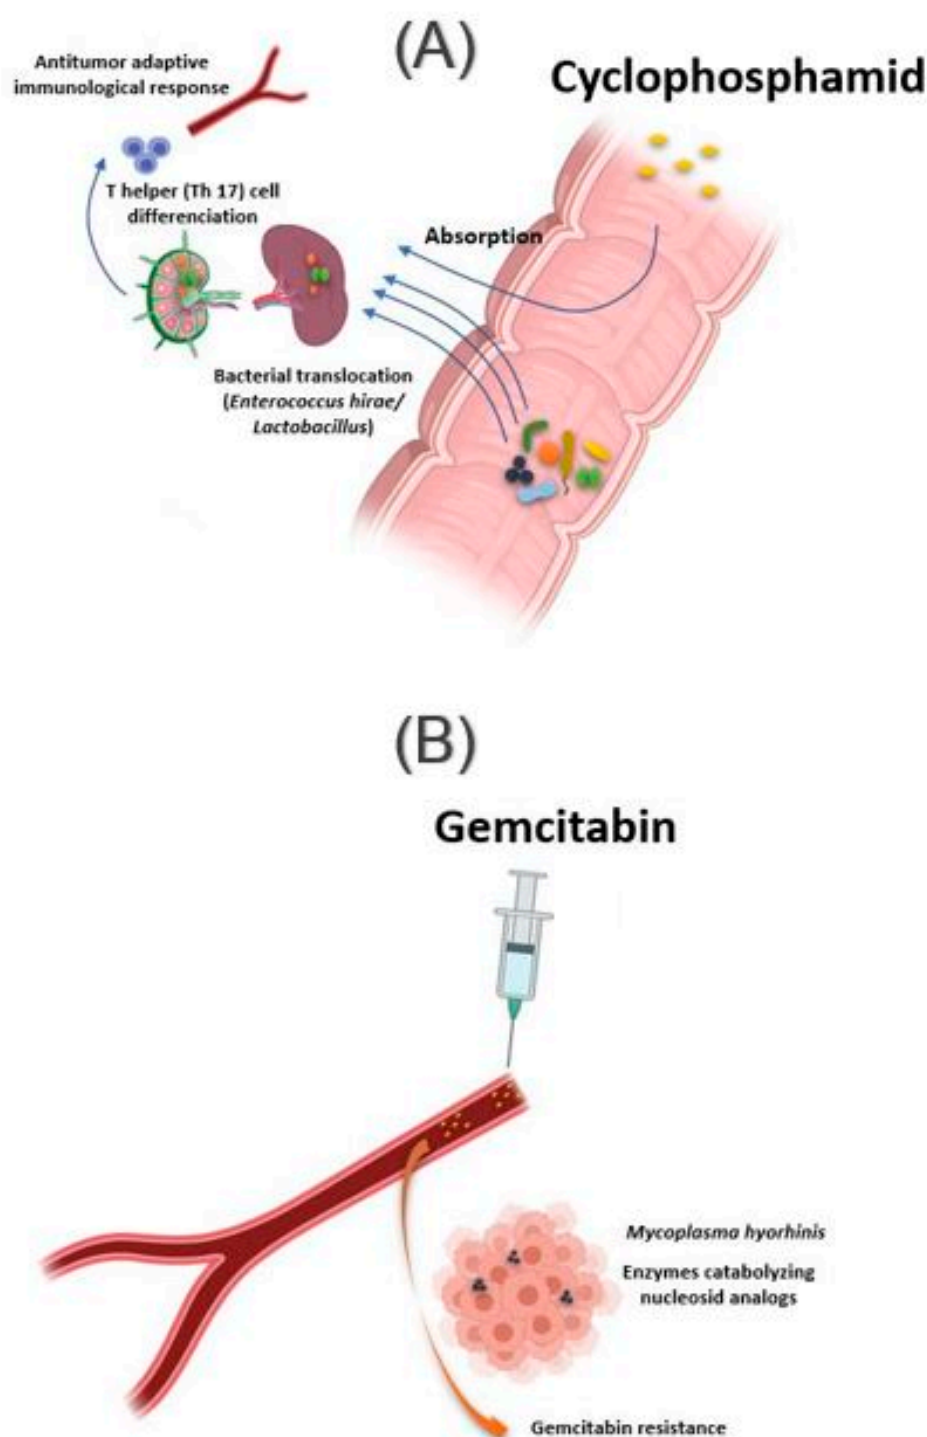 (A)
Cyclophosphamid
Antitumor adaptive
immunological response
T helper (Th 17) cell
differenciation
Absorption
Bacterial translocation
(Enterococcus hirae/
Lactobacillus)
(B)
Gemcitabin
Mycoplasma hyorhinis
Enzymes catabolyzing
nucleosid analogs
Gemcitabin resistance